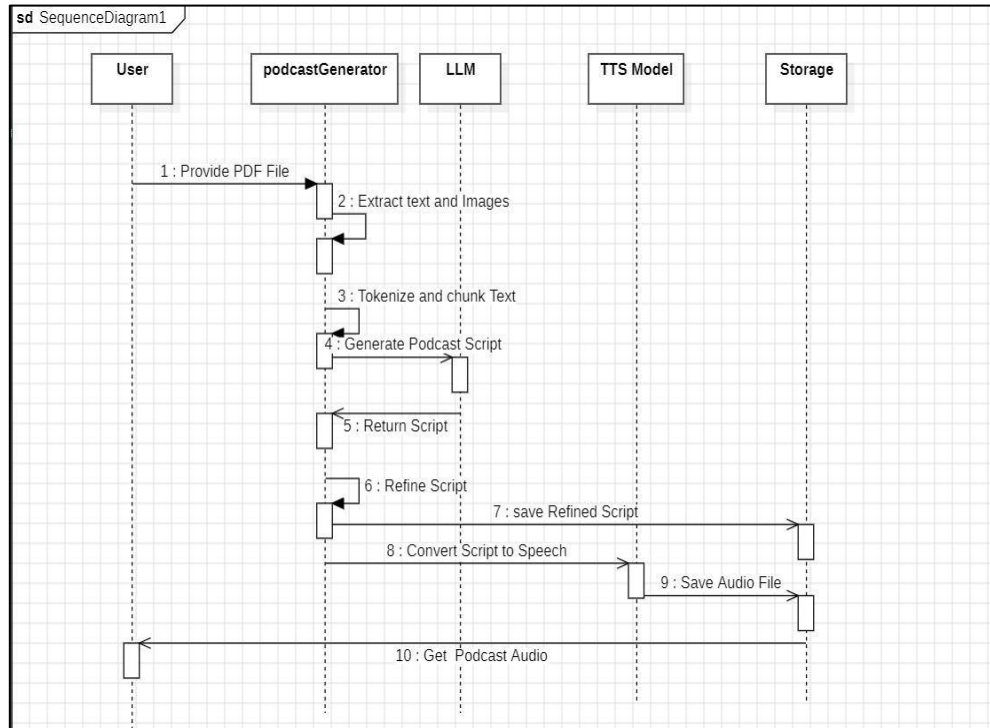 sd SequenceDiagram1
User
podcastGenerator
LLM
TTS Model
Storage
1 : Provide PDF File
2 : Extract text and Images
3 : Tokenize and chunk Text
4 : Generate Podcast Script
5 : Return Script
6 : Refine Script
7 : save Refined Script
8 : Convert Script to Speech
9 : Save Audio File
10 : Get Podcast Audio